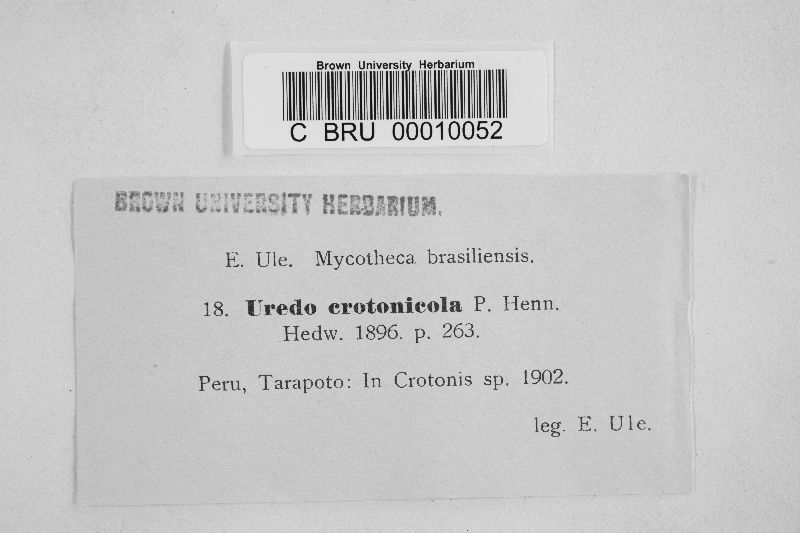 Brown University Herbarium
C BRU 00010052
BROWN UNIVERSITY HERBARIUM.
E. Ule. Mycotheca brasiliensis.
18. Uredo crotonicola P. Henn.
Hedw. 1896. p. 263.
Peru, Tarapoto: In Crotonis sp. 1902.
leg. E. Ule.